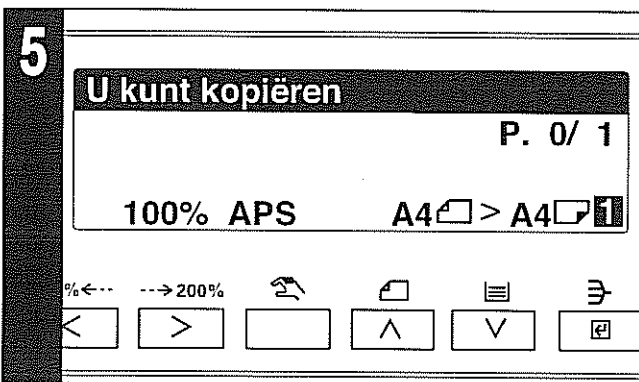 5
U kunt kopiëren
P. 0/ 1
100% APS A4 > A4 1
%<-- -->200%
< > ∧ ∨